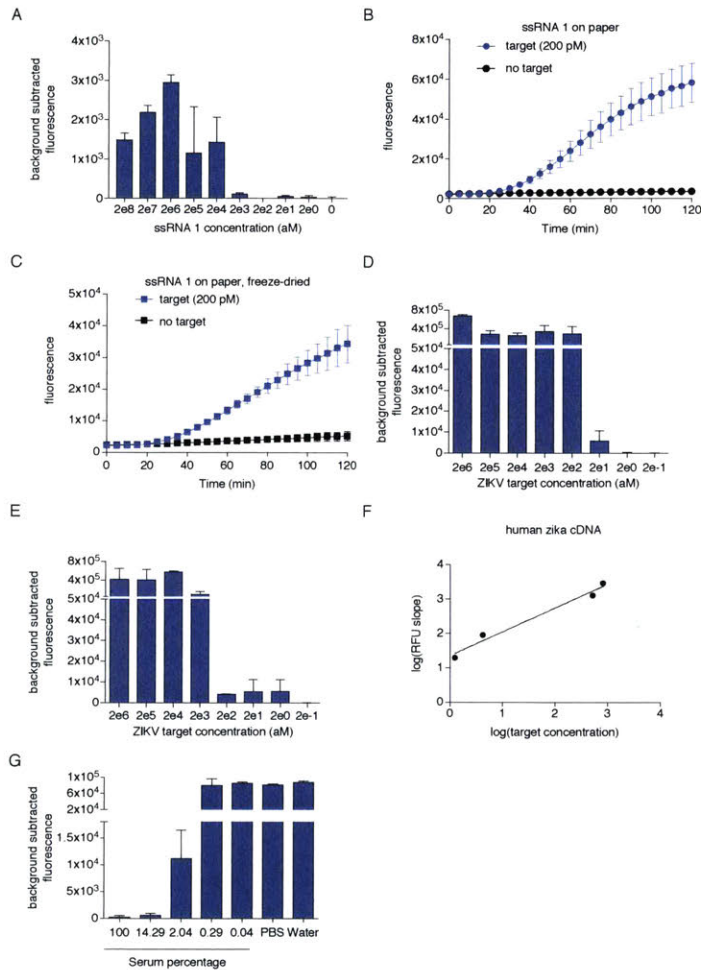 A
background subtracted
fluorescence
4x10³
3x10³
2x10³
1x10³
0
2e8 2e7 2e6 2e5 2e4 2e3 2e2 2e1 2e0 0
ssRNA 1 concentration (aM)
B
ssRNA 1 on paper
target (200 pM)
no target
fluorescence
8x10⁴
6x10⁴
4x10⁴
2x10⁴
0
0 20 40 60 80 100 120
Time (min)
C
ssRNA 1 on paper, freeze-dried
target (200 pM)
no target
fluorescence
5x10⁴
4x10⁴
3x10⁴
2x10⁴
1x10⁴
0
0 20 40 60 80 100 120
Time (min)
D
background subtracted
fluorescence
8x10⁵
4x10⁵
5x10⁴
4x10⁴
3x10⁴
2x10⁴
1x10⁴
0
2e6 2e5 2e4 2e3 2e2 2e1 2e0 2e-1
ZIKV target concentration (aM)
E
background subtracted
fluorescence
8x10⁵
4x10⁵
5x10⁴
4x10⁴
3x10⁴
2x10⁴
1x10⁴
0
2e6 2e5 2e4 2e3 2e2 2e1 2e0 2e-1
ZIKV target concentration (aM)
F
human zika cDNA
log(RFU slope)
4
3
2
1
0
0 1 2 3 4
log(target concentration)
G
background subtracted
fluorescence
1x10⁵
6x10⁴
2x10⁴
1.5x10⁴
1x10⁴
5x10³
0
100 14.29 2.04 0.29 0.04 PBS Water
Serum percentage